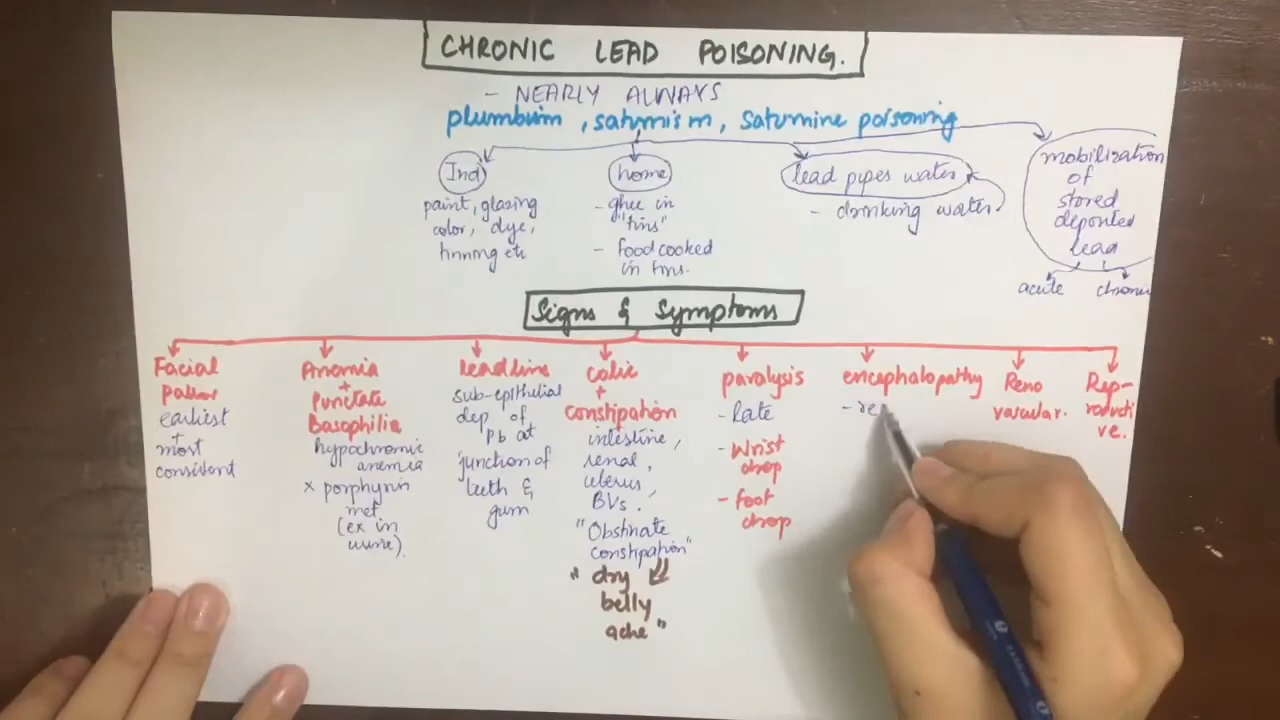 CHRONIC LEAD POISONING.
- NEARLY ALWAYS
plumbum, saturnism, saturnine poisoning
Ind
paint, glazing
color, dye,
tinning etc
home
- ghee in
"tins"
- food cooked
in tins.
lead pipes water
- drinking water
mobilization
of
stored
deposited
lead
acute
chronic
Signs & Symptoms
Facial
pallor
earliest
+
most
consistent
Anemia
+
Punctate
Basophilia
hypochromic
anemia
x porphyrin
met.
(ex in
urine).
lead line
sub-epithelial
dep of
Pb at
junction of
teeth &
gum
colic
+
constipation
intestine,
renal,
uterus,
BVs.
"Obstinate
constipation"
"dry
belly
ache"
paralysis
- Late
- Wrist
drop
- foot
drop
encephalopathy
- re
Reno
vascular.
Rep-
roducti
ve.